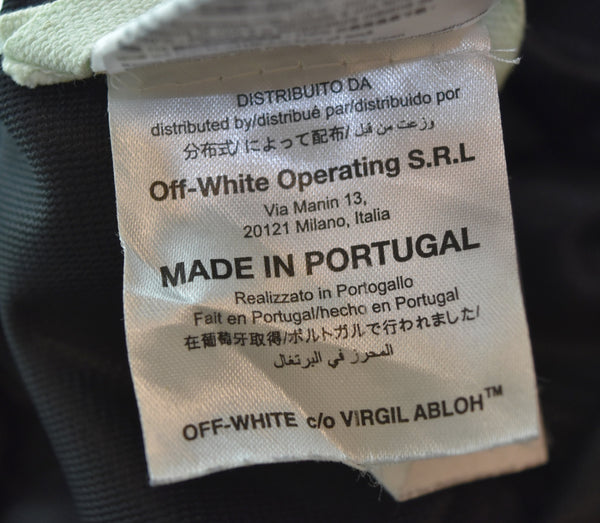 DISTRIBUITO DA
distributed by/distribué par/distribuido por
分布式/によって配布/ وزعت من قبل
Off-White Operating S.R.L
Via Manin 13,
20121 Milano, Italia
MADE IN PORTUGAL
Realizzato in Portogallo
Fait en Portugal/hecho en Portugal
在葡萄牙取得/ポルトガルで行われました/
المحرز في البرتغال
OFF-WHITE c/o VIRGIL ABLOH™